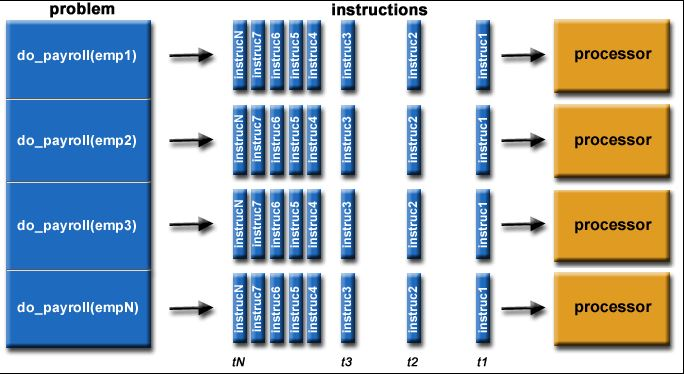 problem instructions
do_payroll(emp1) instrucN instruc7 instruc6 instruc5 instruc4 instruc3 instruc2 instruc1 processor
do_payroll(emp2) instrucN instruc7 instruc6 instruc5 instruc4 instruc3 instruc2 instruc1 processor
do_payroll(emp3) instrucN instruc7 instruc6 instruc5 instruc4 instruc3 instruc2 instruc1 processor
do_payroll(empN) instrucN instruc7 instruc6 instruc5 instruc4 instruc3 instruc2 instruc1 processor
tN t3 t2 t1